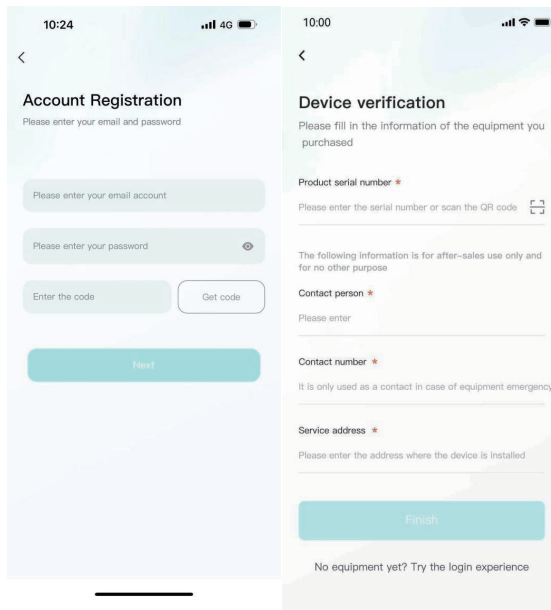 10:24
4G
Account Registration
Please enter your email and password
Please enter your email account
Please enter your password
Enter the code
Get code
Next
10:00
Device verification
Please fill in the information of the equipment you
purchased
Product serial number *
Please enter the serial number or scan the QR code
The following information is for after-sales use only and
for no other purpose
Contact person *
Please enter
Contact number *
It is only used as a contact in case of equipment emergency
Service address *
Please enter the address where the device is installed
Finish
No equipment yet? Try the login experience